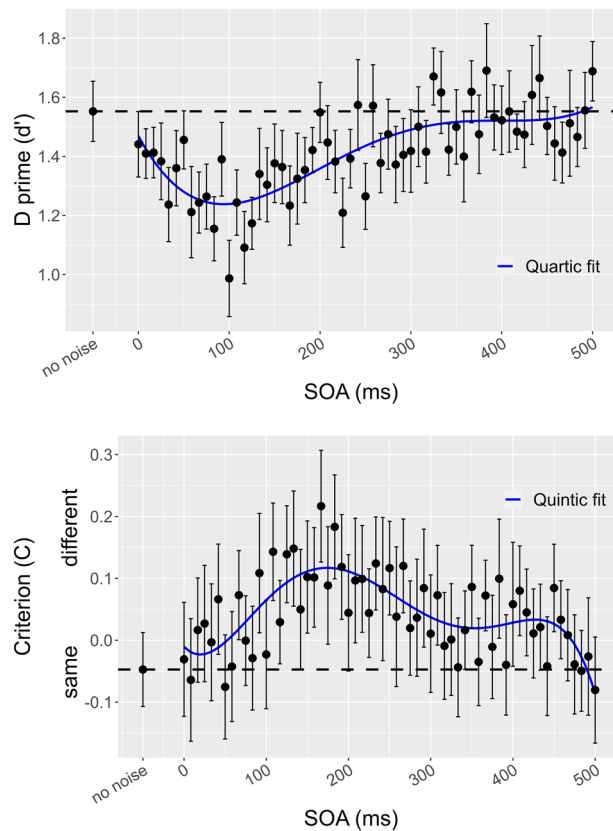 1.8
1.6
1.4
1.2
1.0
D prime (d')
Quartic fit
no noise 0 100 200 300 400 500
SOA (ms)
0.3
0.2
0.1
0.0
-0.1
Criterion (C)
same different
Quintic fit
no noise 0 100 200 300 400 500
SOA (ms)